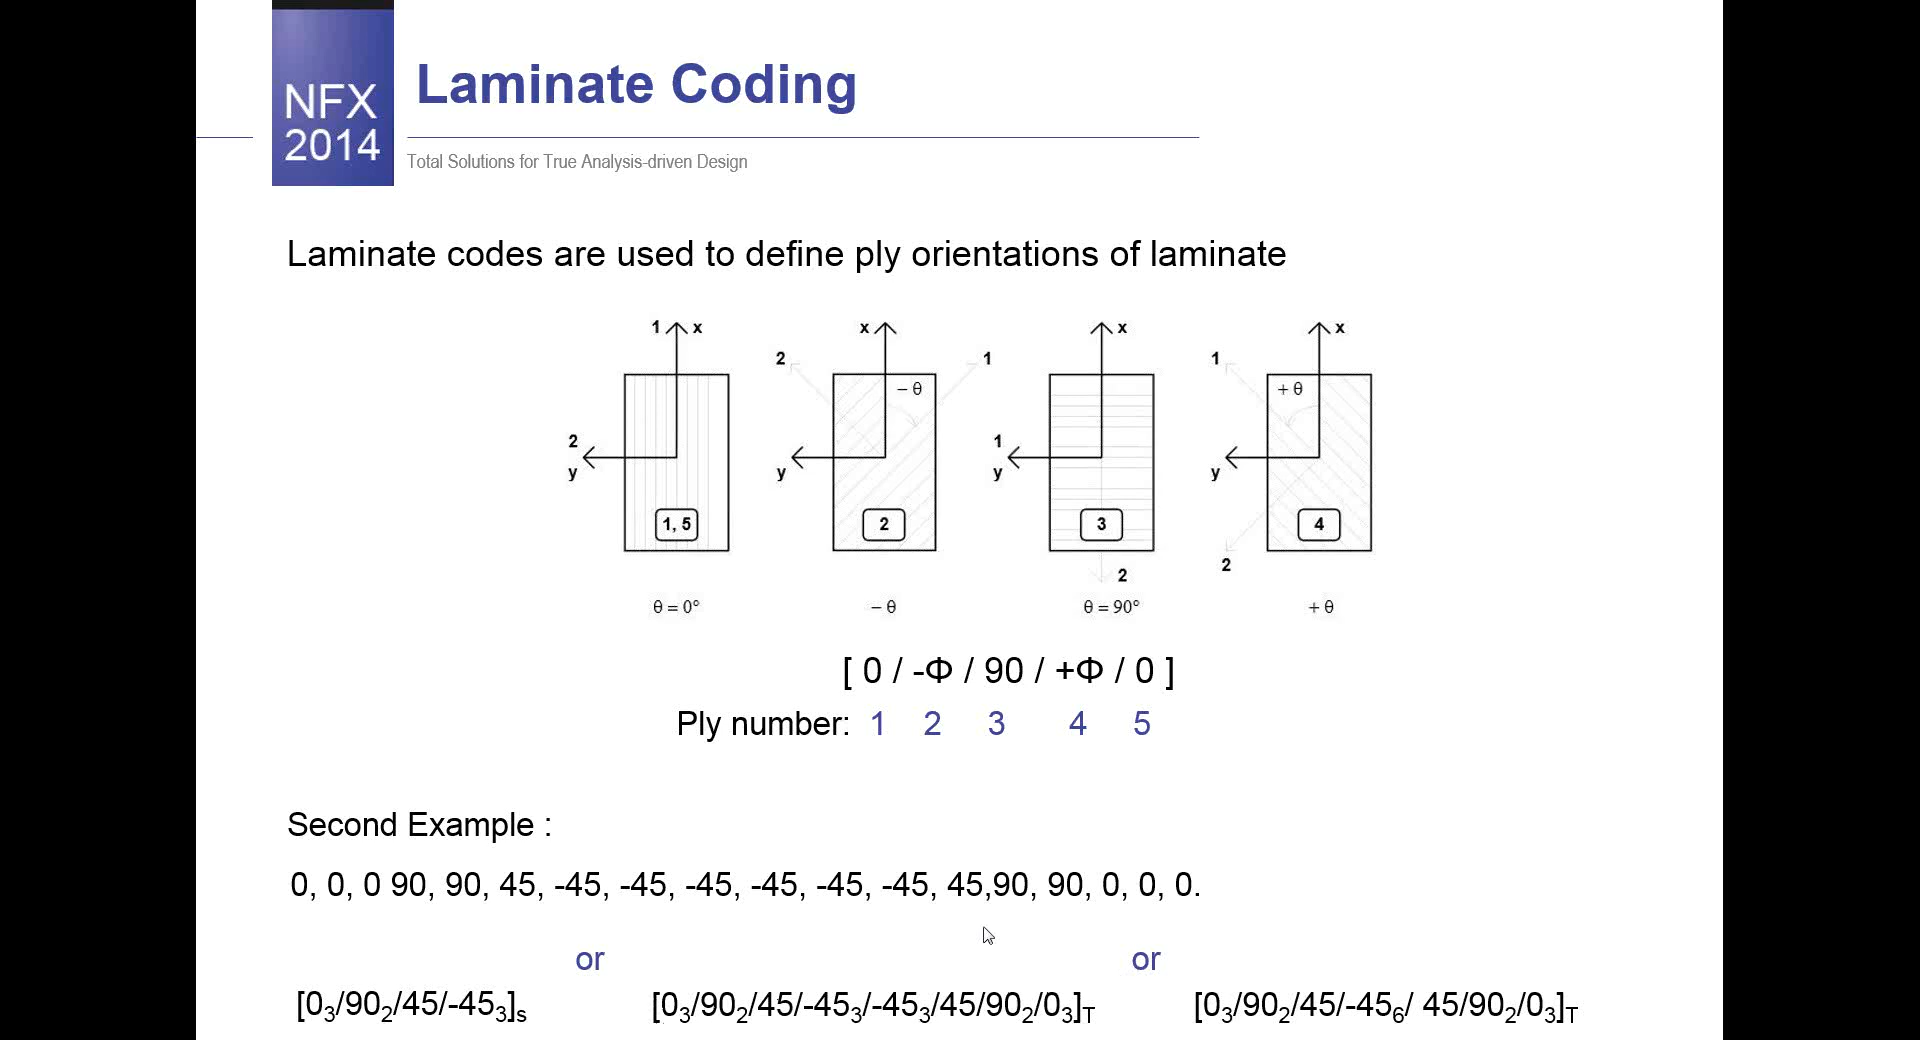 NFX
2014
Laminate Coding
Total Solutions for True Analysis-driven Design
Laminate codes are used to define ply orientations of laminate
1 x
2
y
1, 5
θ = 0°
x
2
1
− θ
y
2
− θ
x
1
y
3
2
θ = 90°
x
1
+ θ
y
4
2
+ θ
[ 0 / -Φ / 90 / +Φ / 0 ]
Ply number: 1 2 3 4 5
Second Example :
0, 0, 0 90, 90, 45, -45, -45, -45, -45, -45, -45, 45,90, 90, 0, 0, 0.
or or
[0₃/90₂/45/-45₃]ₛ [0₃/90₂/45/-45₃/-45₃/45/90₂/0₃]T [0₃/90₂/45/-45₆/ 45/90₂/0₃]T